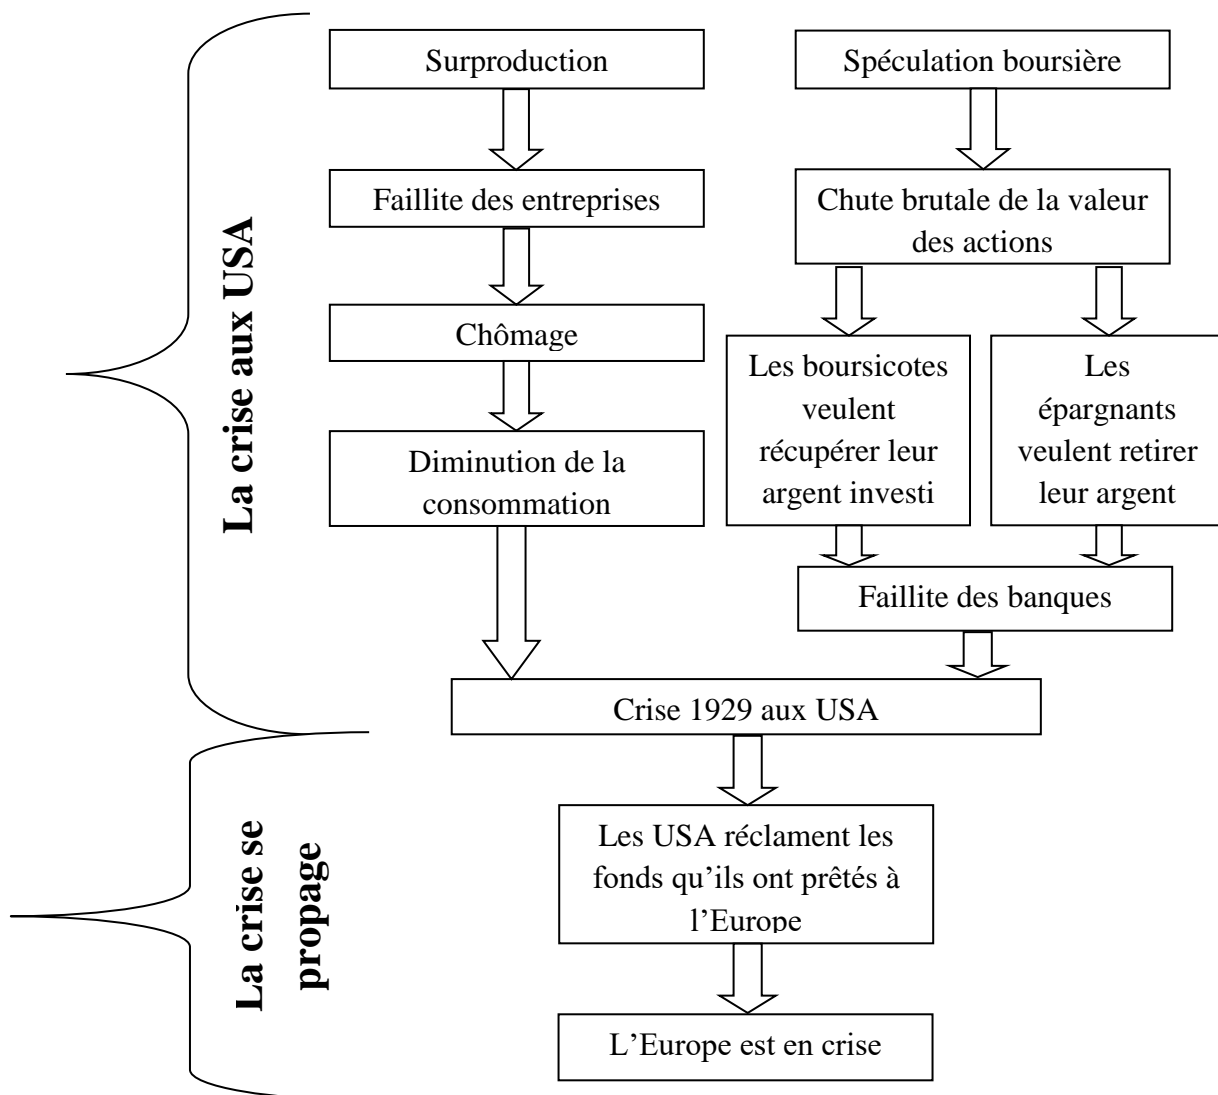 La crise aux USA
Surproduction
Faillite des entreprises
Chômage
Diminution de la
consommation
Spéculation boursière
Chute brutale de la valeur
des actions
Les boursicotes
veulent
récupérer leur
argent investi
Les
épargnants
veulent retirer
leur argent
Faillite des banques
Crise 1929 aux USA
La crise se
propage
Les USA réclament les
fonds qu’ils ont prêtés à
l’Europe
L’Europe est en crise